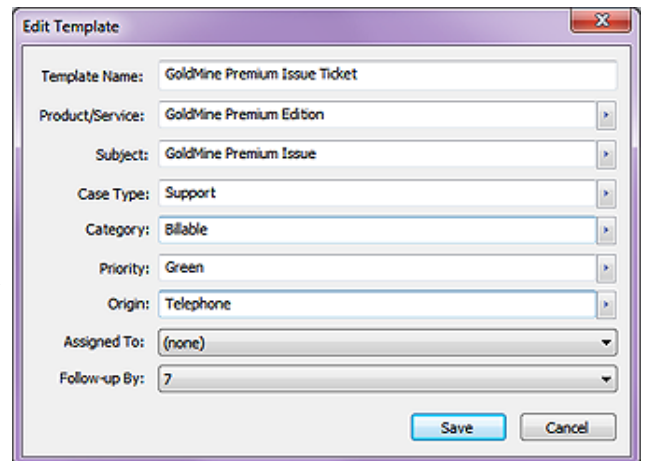 Edit Template
Template Name: GoldMine Premium Issue Ticket
Product/Service: GoldMine Premium Edition
Subject: GoldMine Premium Issue
Case Type: Support
Category: Billable
Priority: Green
Origin: Telephone
Assigned To: (none)
Follow-up By: 7
Save Cancel